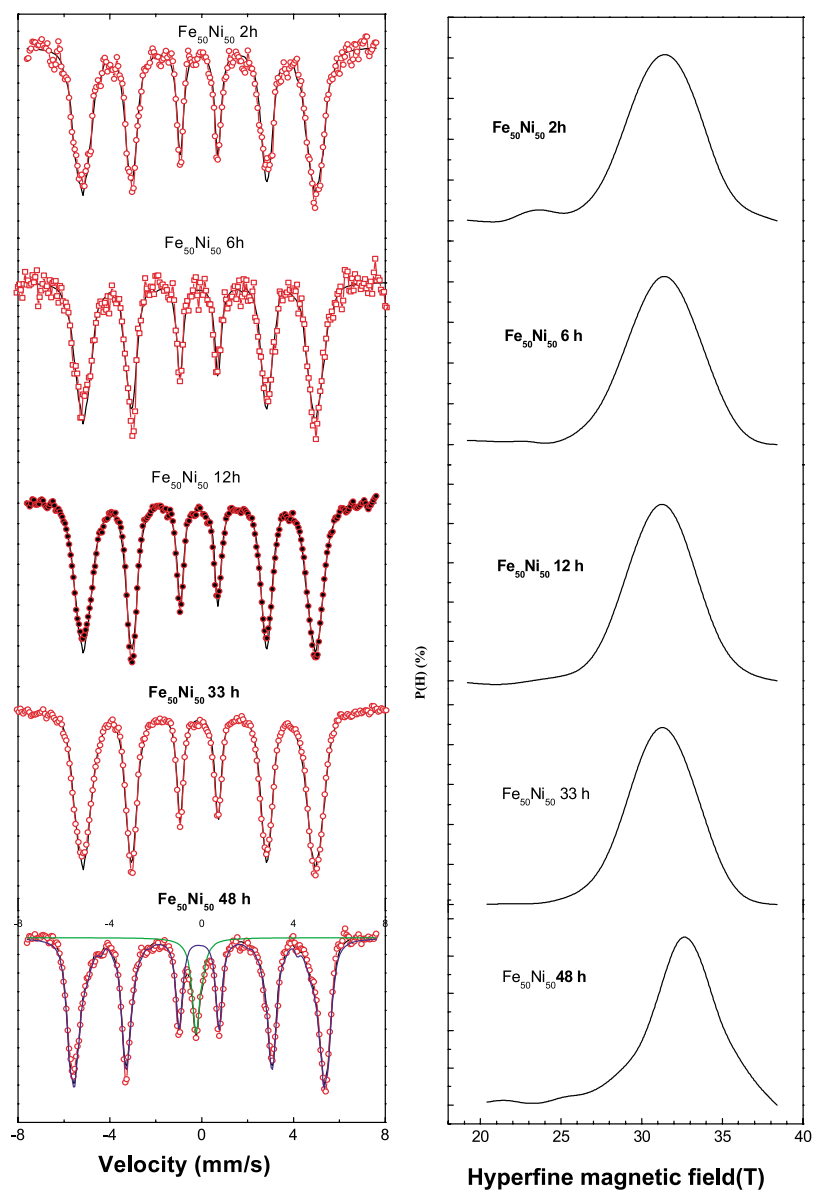 Fe₅₀Ni₅₀ 2h
Fe₅₀Ni₅₀ 6h
Fe₅₀Ni₅₀ 12h
Fe₅₀Ni₅₀ 33 h
-8 8
Fe₅₀Ni₅₀ 48 h
-8 -4 0 4 8
-8 -4 0 4 8
Velocity (mm/s)
Fe₅₀Ni₅₀ 2h
Fe₅₀Ni₅₀ 6 h
Fe₅₀Ni₅₀ 12 h
P(H) (%)
Fe₅₀Ni₅₀ 33 h
Fe₅₀Ni₅₀ 48 h
20 25 30 35 40
Hyperfine magnetic field(T)